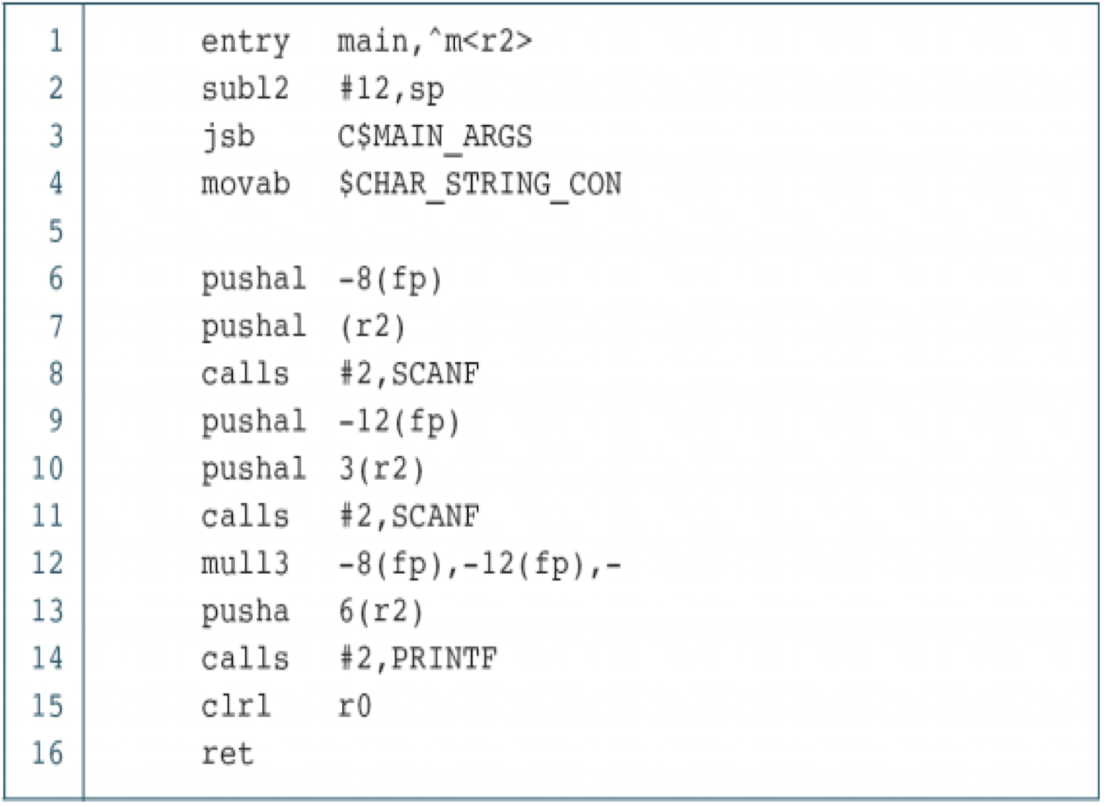 1 entry main,^m<r2>
2 subl2 #12,sp
3 jsb C$MAIN_ARGS
4 movab $CHAR_STRING_CON
5
6 pushal -8(fp)
7 pushal (r2)
8 calls #2,SCANF
9 pushal -12(fp)
10 pushal 3(r2)
11 calls #2,SCANF
12 mull3 -8(fp),-12(fp),-
13 pusha 6(r2)
14 calls #2,PRINTF
15 clrl r0
16 ret